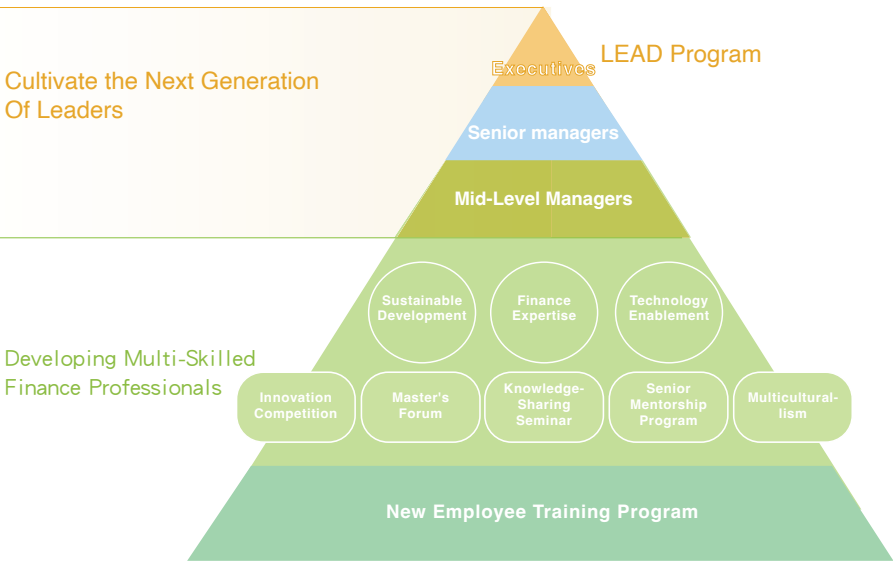 LEAD Program
Executives
Cultivate the Next Generation
Of Leaders
Senior managers
Mid-Level Managers
Sustainable
Development
Finance
Expertise
Technology
Enablement
Developing Multi-Skilled
Finance Professionals
Innovation
Competition
Master's
Forum
Knowledge-
Sharing
Seminar
Senior
Mentorship
Program
Multicultural-
lism
New Employee Training Program